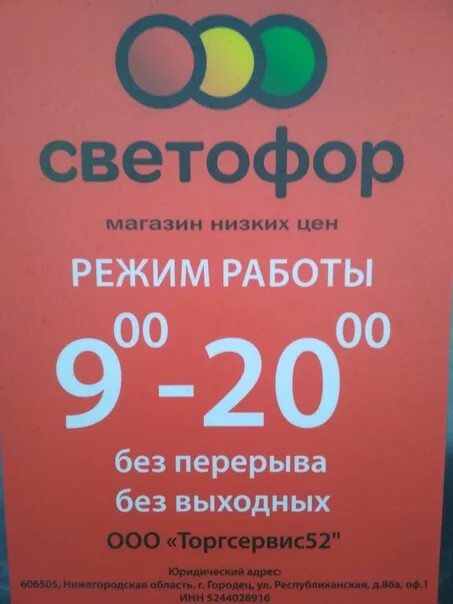 светофор
магазин низких цен
РЕЖИМ РАБОТЫ
9⁰⁰-20⁰⁰
без перерыва
без выходных
ООО «Торгсервис52"
Юридический адрес:
606505, Нижегородская область, г. Городец, ул. Республиканская, д.86а, оф.1
ИНН 5244028916